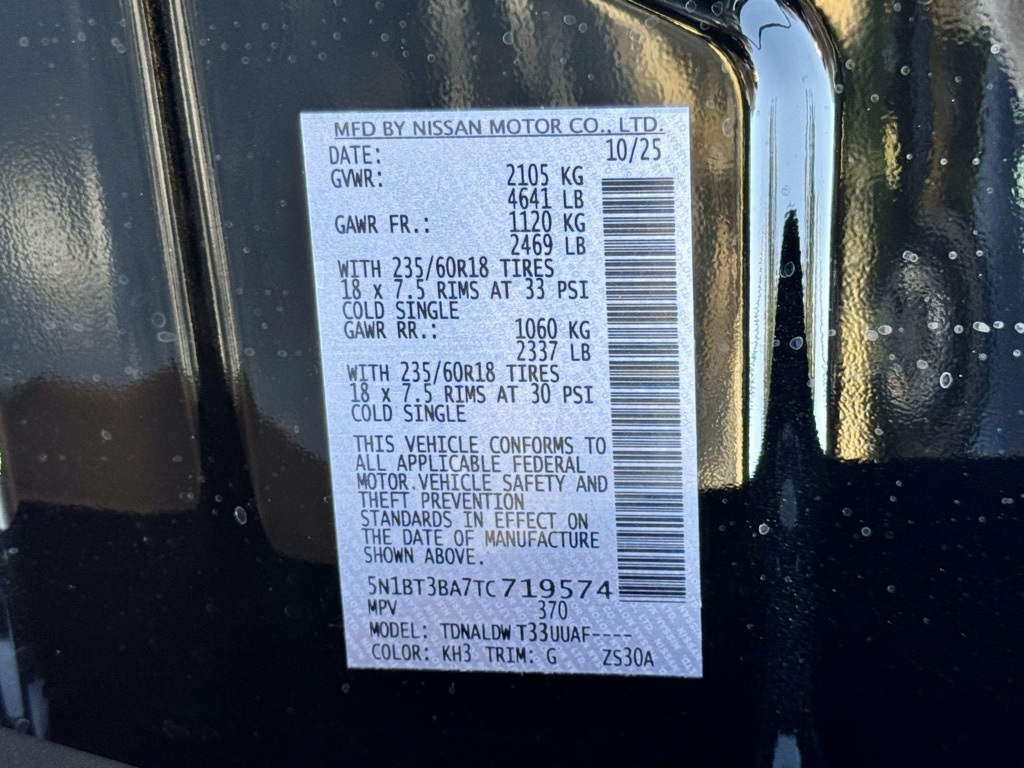 MFD BY NISSAN MOTOR CO., LTD.
DATE: 10/25
GVWR: 2105 KG
4641 LB
GAWR FR.: 1120 KG
2469 LB
WITH 235/60R18 TIRES
18 x 7.5 RIMS AT 33 PSI
COLD SINGLE
GAWR RR.: 1060 KG
2337 LB
WITH 235/60R18 TIRES
18 x 7.5 RIMS AT 30 PSI
COLD SINGLE
THIS VEHICLE CONFORMS TO
ALL APPLICABLE FEDERAL
MOTOR VEHICLE SAFETY AND
THEFT PREVENTION
STANDARDS IN EFFECT ON
THE DATE OF MANUFACTURE
SHOWN ABOVE.
5N1BT3BA7TC719574
MPV 370
MODEL: TDNALDW T33UUAF----
COLOR: KH3 TRIM: G ZS30A